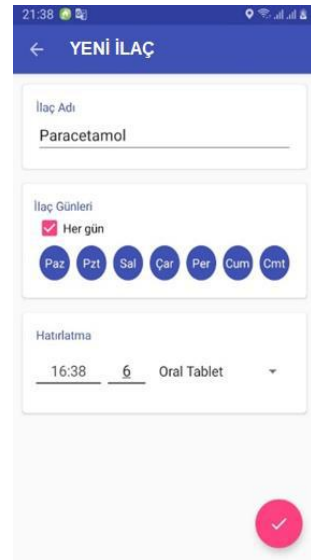 21:38
YENİ İLAÇ
İlaç Adı
Paracetamol
İlaç Günleri
Her gün
Paz Pzt Sal Çar Per Cum Cmt
Hatırlatma
16:38 6 Oral Tablet